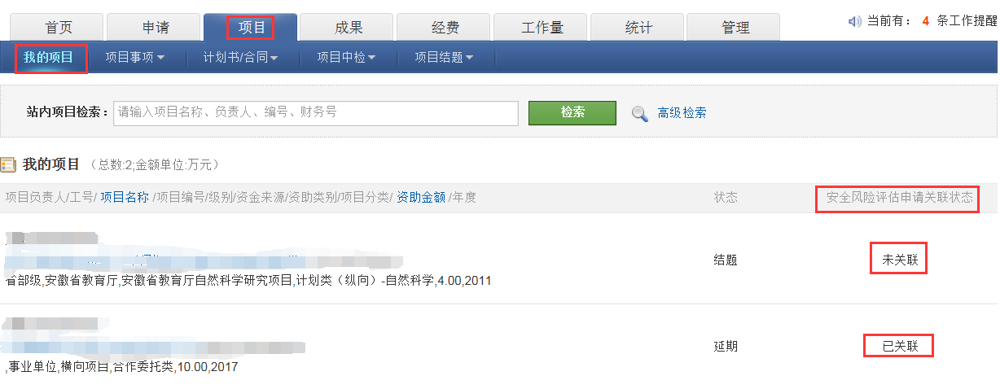 首页 申请 项目 成果 经费 工作量 统计 管理 当前有： 4 条工作提醒
我的项目 项目事项 计划书/合同 项目中检 项目结题
站内项目检索： 请输入项目名称、负责人、编号、财务号 检索 高级检索
我的项目 （总数:2;金额单位:万元）
项目负责人/工号/ 项目名称 /项目编号/级别/资金来源/资助类别/项目分类/ 资助金额 /年度 状态 安全风险评估申请关联状态
结题 未关联
省部级,安徽省教育厅,安徽省教育厅自然科学研究项目,计划类（纵向）-自然科学,4.00,2011
延期 已关联
,事业单位,横向项目,合作委托类,10.00,2017